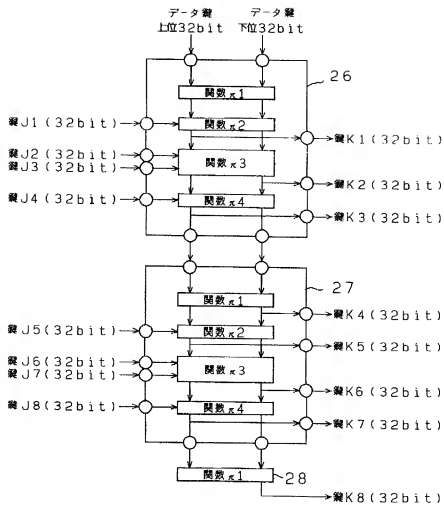 データ鍵 データ鍵
上位32bit 下位32bit
26
関数π1
鍵J1(32bit) 関数π2
鍵K1(32bit)
鍵J2(32bit)
関数π3
鍵J3(32bit)
鍵K2(32bit)
鍵J4(32bit) 関数π4
鍵K3(32bit)
27
関数π1
鍵K4(32bit)
鍵J5(32bit) 関数π2
鍵K5(32bit)
鍵J6(32bit)
関数π3
鍵J7(32bit)
鍵K6(32bit)
鍵J8(32bit) 関数π4
鍵K7(32bit)
関数π1 28
鍵K8(32bit)